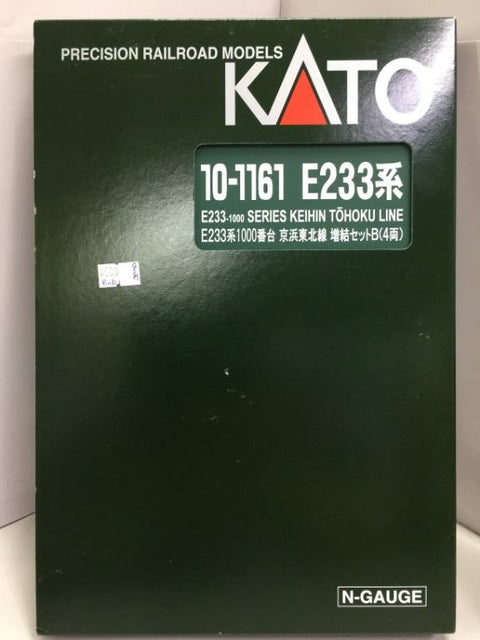 PRECISION RAILROAD MODELS
KATO
10-1161 E233系
E233-1000 SERIES KEIHIN TŌHOKU LINE
E233系1000番台 京浜東北線 増結セットB(4両)
N-GAUGE